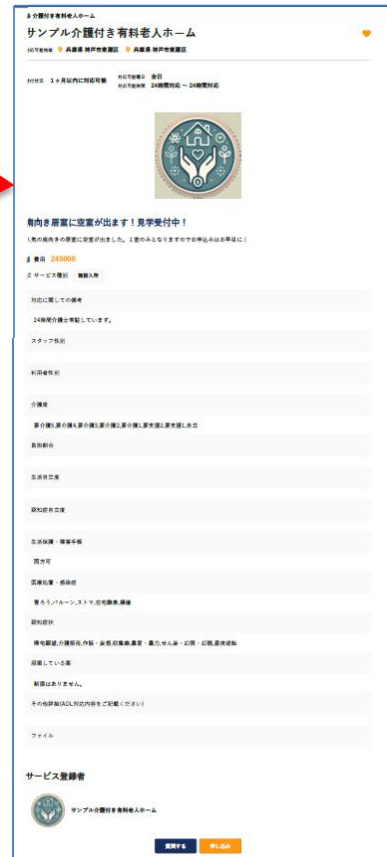 介護付き有料老人ホーム
サンプル介護付き有料老人ホーム
兵庫県 神戸市東灘区 兵庫県 神戸市東灘区
1ヶ月以内に対応可能 対応可能曜日 全日
対応可能時間 24時間対応 ～ 24時間対応
南向き居室に空室が出ます！見学受付中！
人気の南向きの居室に空室が出ました。1室のみとなりますのでお申込みはお早目に！
費用 245000
サービス種別
対応に関しての備考
24時間介護士常駐しています。
スタッフ性別
利用者性別
介護度
要介護5,要介護4,要介護3,要介護2,要介護1,要支援2,要支援1,自立
負担割合
生活自立度
認知症自立度
生活保護・障害手帳
両方可
医療処置・感染症
胃ろう,バルーン,ストマ,在宅酸素,
認知症状
帰宅願望,介護拒否,作話・妄想,収集癖,暴言・暴力,せん妄・幻視・幻聴,昼夜逆転
服薬している薬
制限はありません。
その他詳細(ADL対応内容をご記載ください)
ファイル
サービス登録者
サンプル介護付き有料老人ホーム
質問する 申し込み